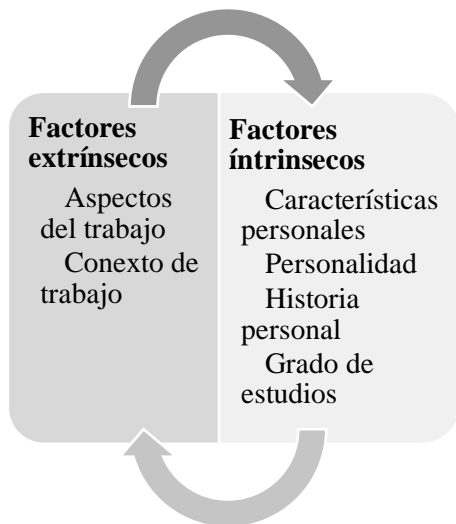 Factores
extrínsecos
Aspectos
del trabajo
Conexto de
trabajo
Factores
íntrinsecos
Características
personales
Personalidad
Historia
personal
Grado de
estudios